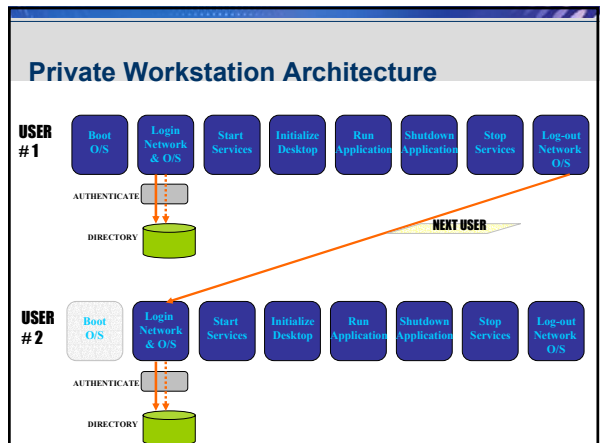 Private Workstation Architecture
USER
# 1
Boot
O/S
Login
Network
& O/S
Start
Services
Initialize
Desktop
Run
Application
Shutdown
Application
Stop
Services
Log-out
Network
O/S
AUTHENTICATE
DIRECTORY
NEXT USER
USER
# 2
Boot
O/S
Login
Network
& O/S
Start
Services
Initialize
Desktop
Run
Application
Shutdown
Application
Stop
Services
Log-out
Network
O/S
AUTHENTICATE
DIRECTORY